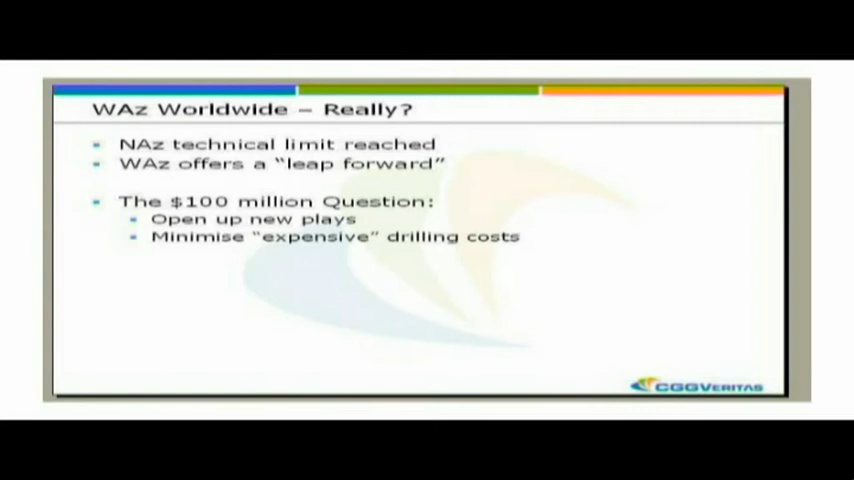 WAz Worldwide – Really?
NAz technical limit reached
WAz offers a “leap forward”
The $100 million Question:
Open up new plays
Minimise “expensive” drilling costs
CGGVERITAS